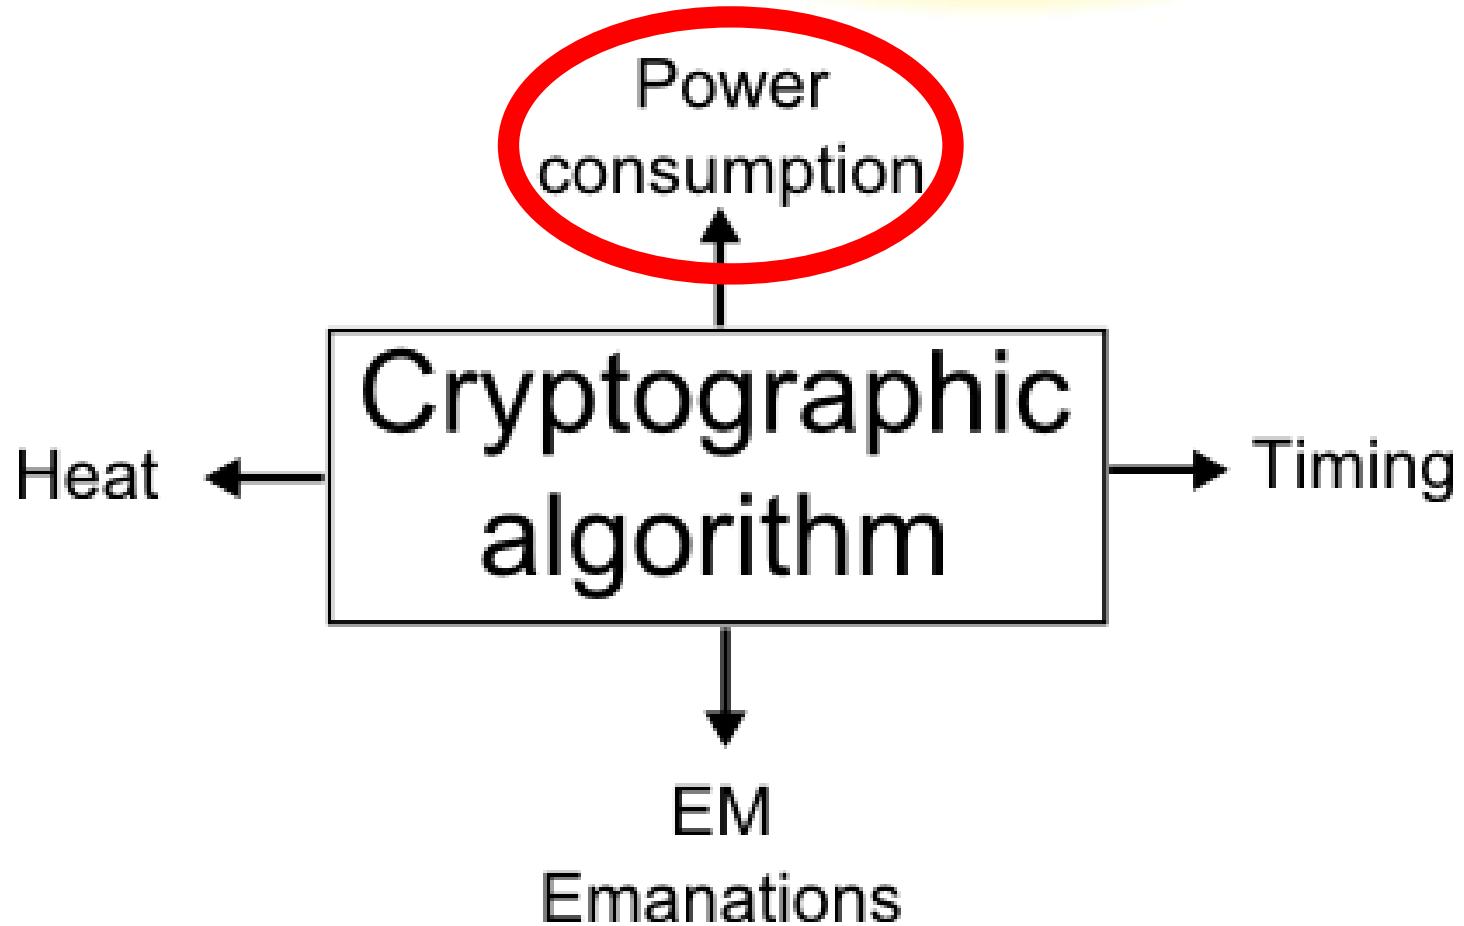 Power
consumption
Cryptographic
algorithm
Heat
Timing
EM
Emanations